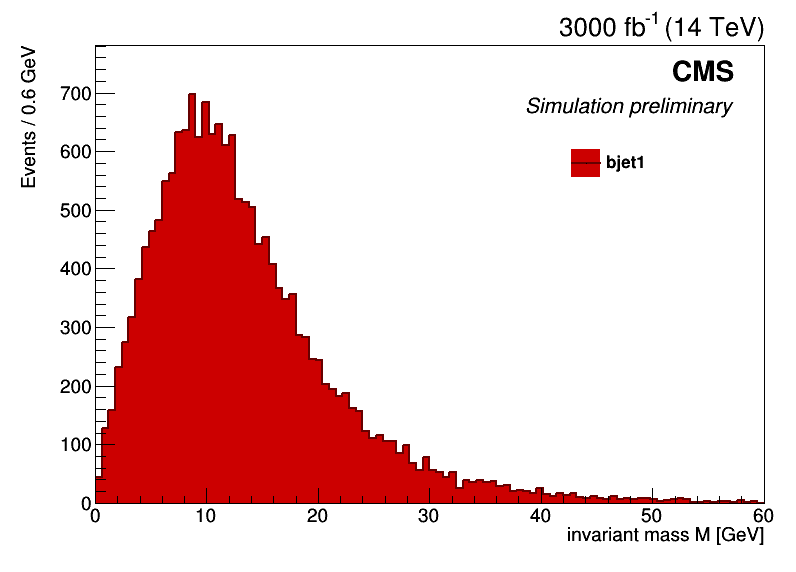 3000 fb-1 (14 TeV)
CMS
Simulation preliminary
bjet1
Events / 0.6 GeV
700
600
500
400
300
200
100
0
0 10 20 30 40 50 60
invariant mass M [GeV]